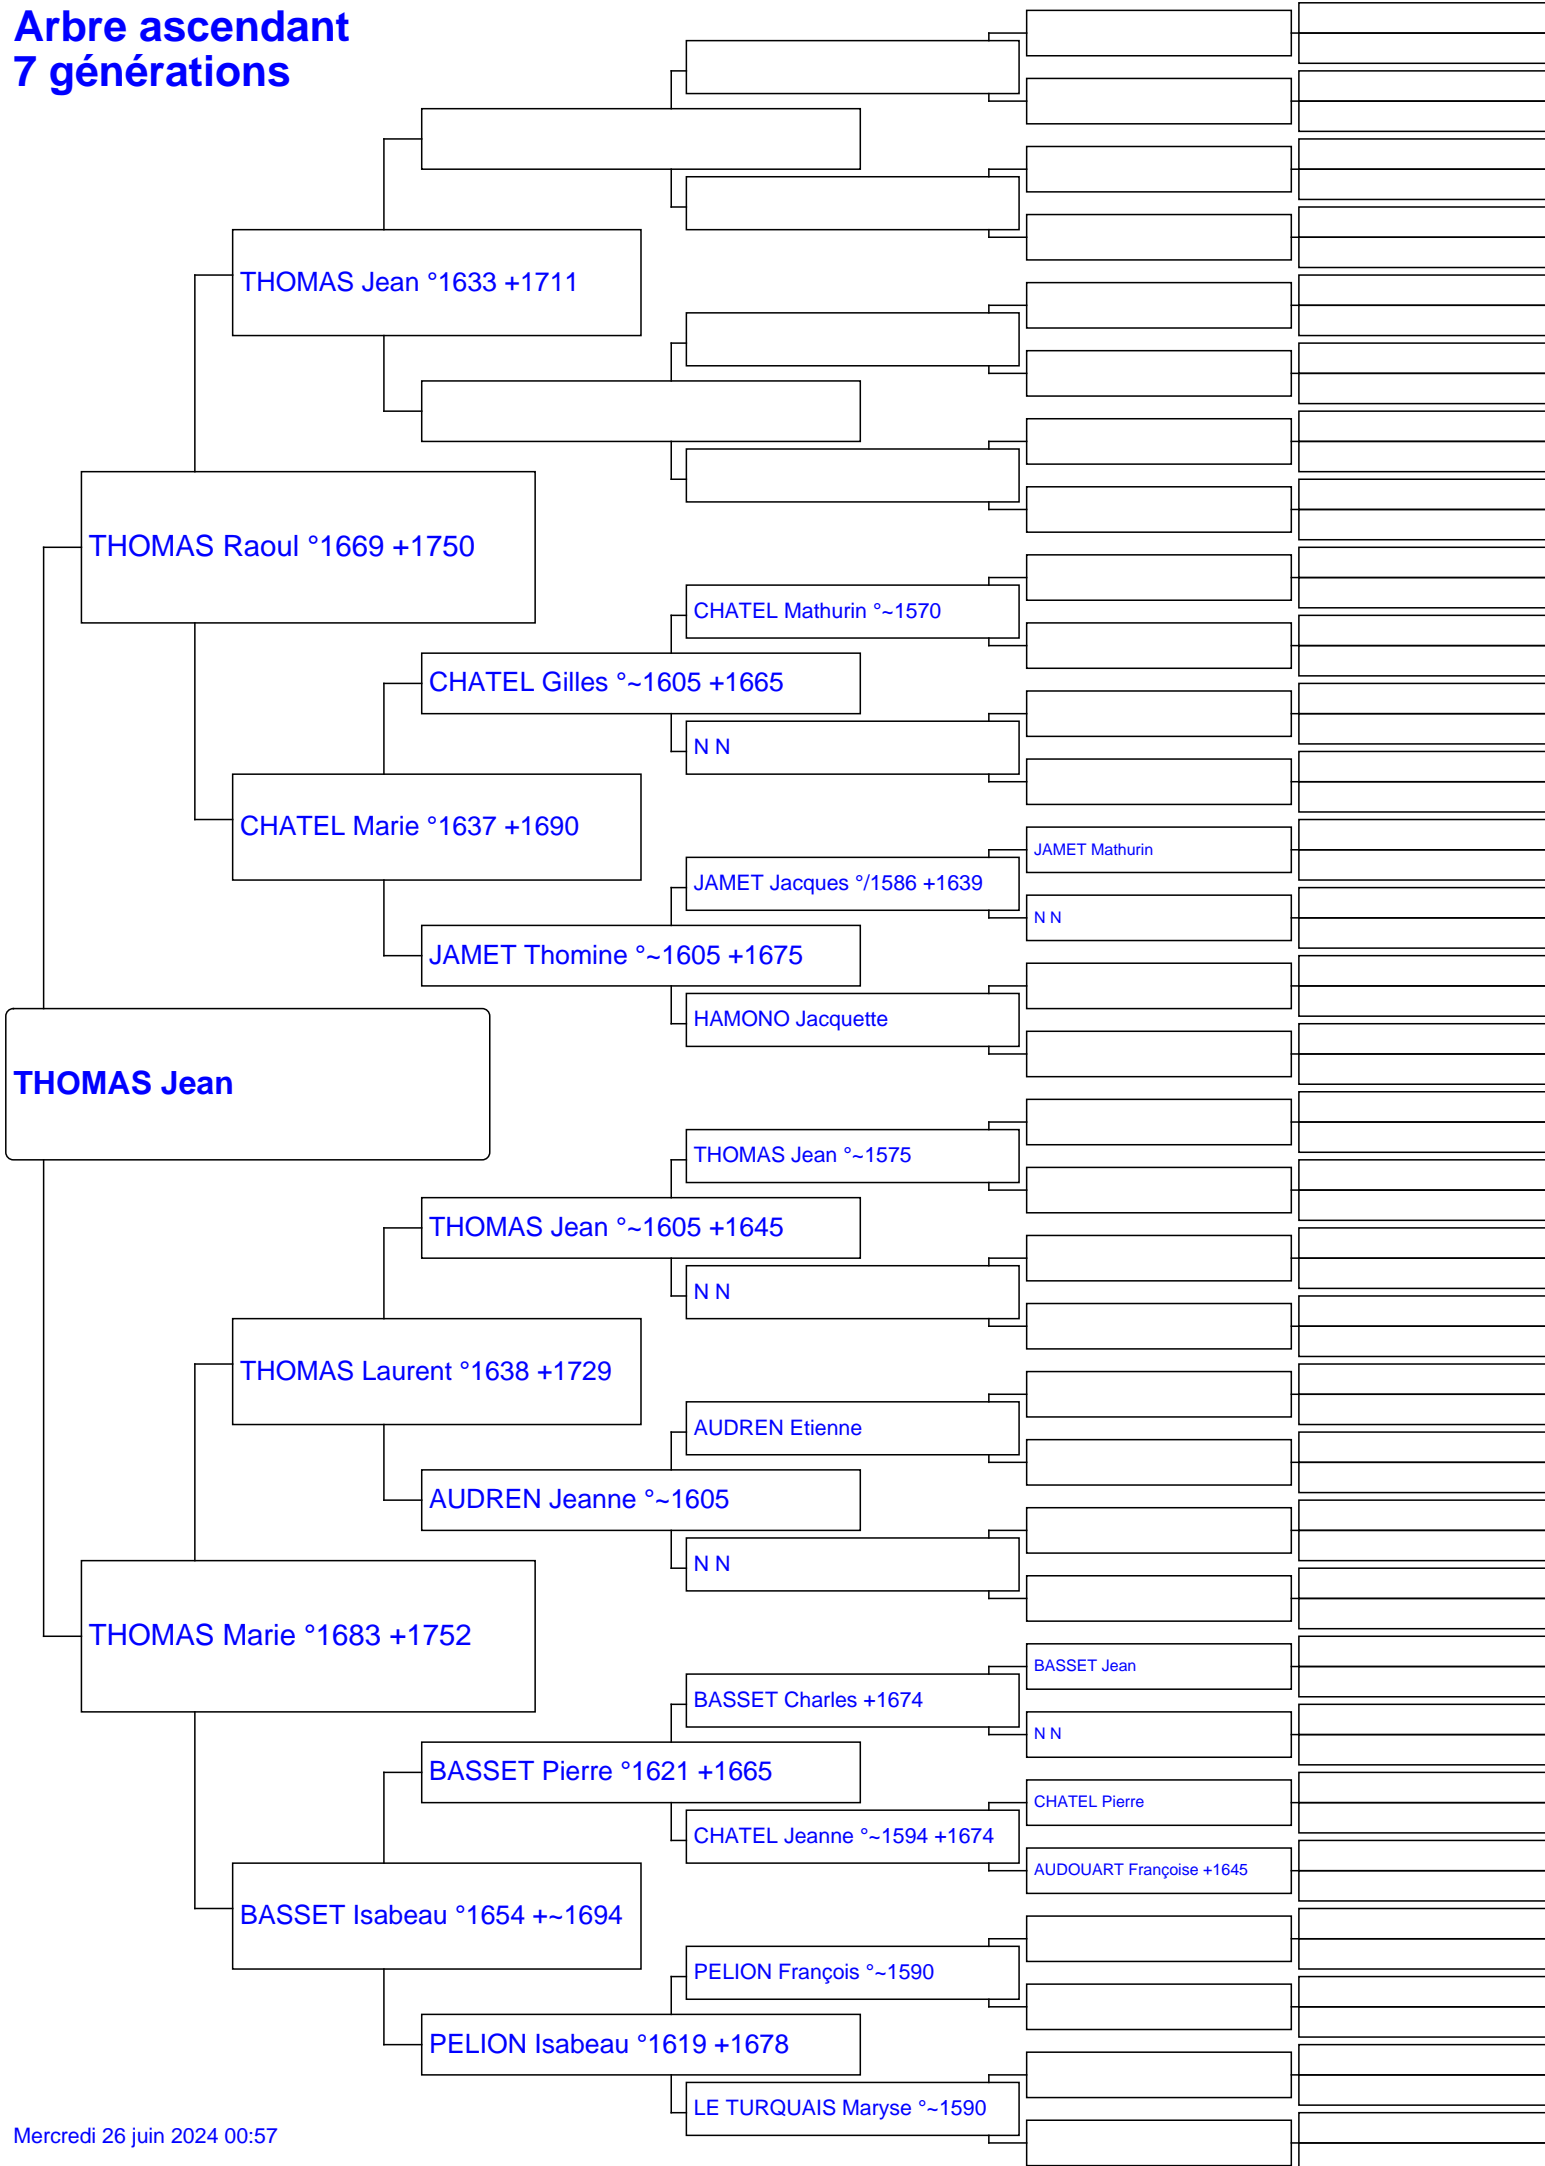 Arbre ascendant
7 générations
THOMAS Jean °1633 +1711
THOMAS Raoul °1669 +1750
CHATEL Mathurin °~1570
CHATEL Gilles °~1605 +1665
N N
CHATEL Marie °1637 +1690
JAMET Mathurin
JAMET Jacques °/1586 +1639
N N
JAMET Thomine °~1605 +1675
HAMONO Jacquette
THOMAS Jean
THOMAS Jean °~1575
THOMAS Jean °~1605 +1645
N N
THOMAS Laurent °1638 +1729
AUDREN Etienne
AUDREN Jeanne °~1605
N N
THOMAS Marie °1683 +1752
BASSET Jean
BASSET Charles +1674
N N
BASSET Pierre °1621 +1665
CHATEL Pierre
CHATEL Jeanne °~1594 +1674
AUDOUART Françoise +1645
BASSET Isabeau °1654 +~1694
PELION François °~1590
PELION Isabeau °1619 +1678
LE TURQUAIS Maryse °~1590
Mercredi 26 juin 2024 00:57